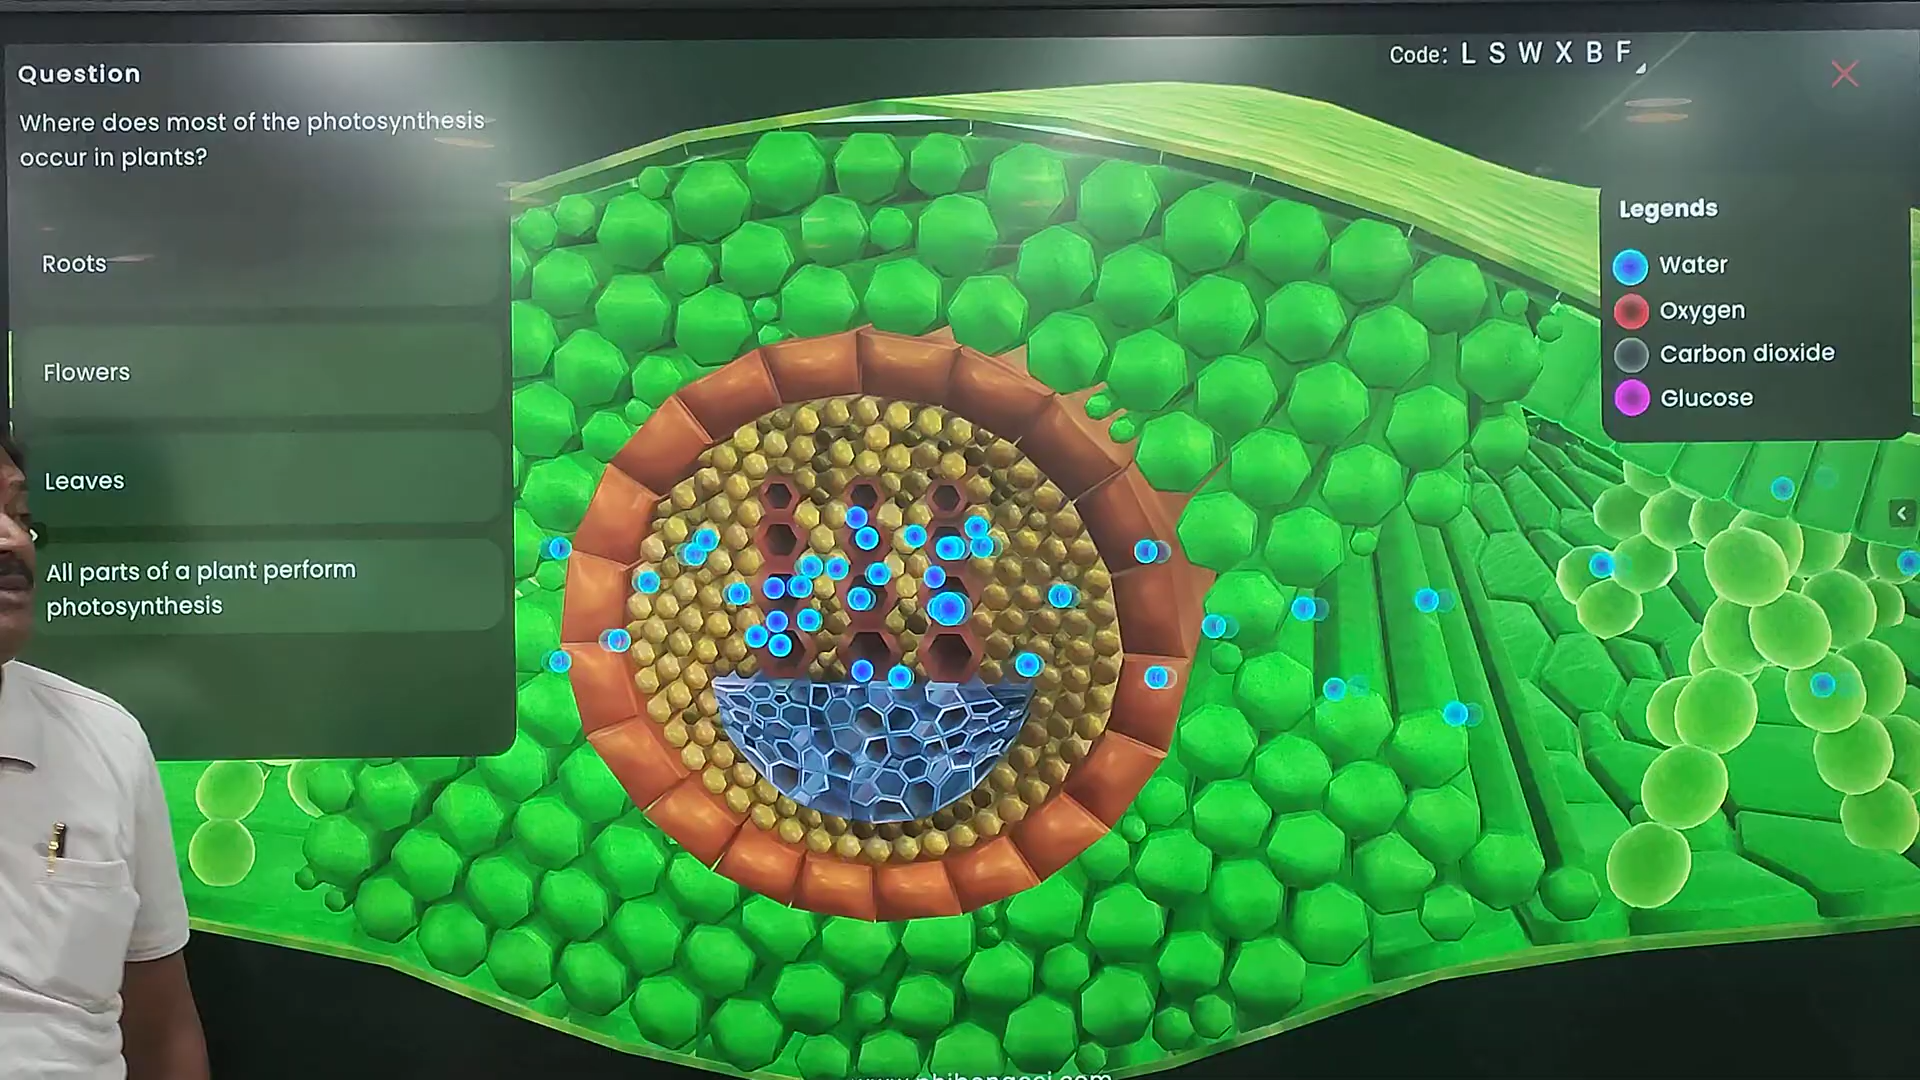 Question
Where does most of the photosynthesis
occur in plants?
Roots
Flowers
Leaves
All parts of a plant perform
photosynthesis
Code: L S W X B F
Legends
Water
Oxygen
Carbon dioxide
Glucose